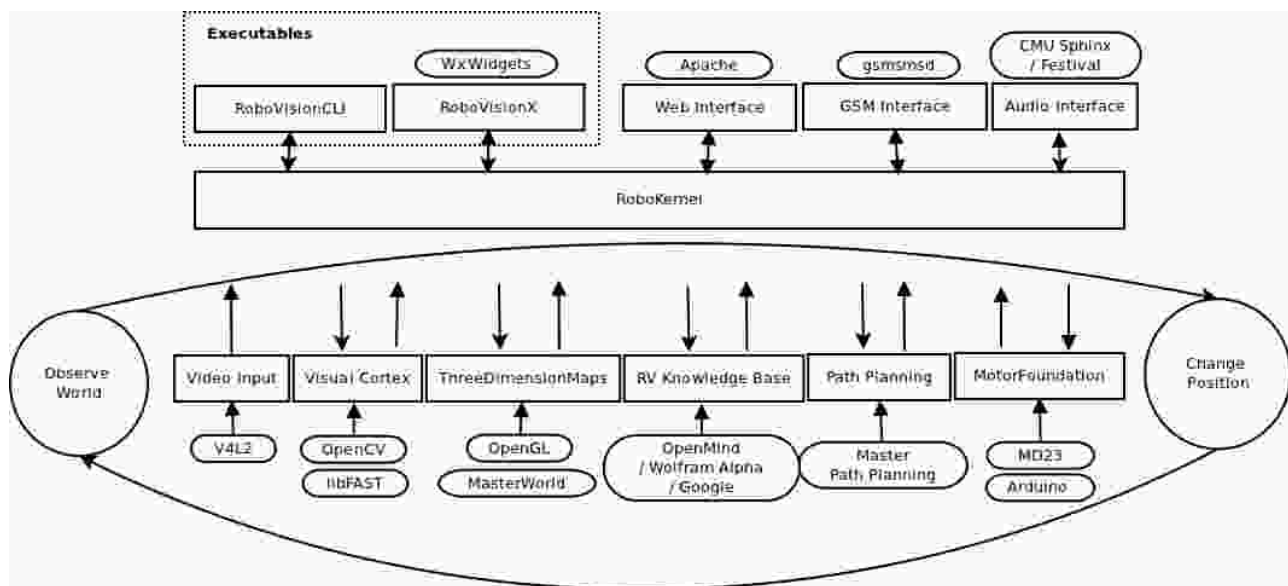 Executables
WxWidgets
Apache
gsmsmsd
CMU Sphinx
/ Festival
RoboVisionCLI
RoboVisionX
Web Interface
GSM Interface
Audio Interface
RoboKernel
Observe
World
Video Input
Visual Cortex
ThreeDimensionMaps
RV Knowledge Base
Path Planning
MotorFoundation
Change
Position
V4L2
OpenCV
libFAST
OpenGL
MasterWorld
OpenMind
/ Wolfram Alpha
/ Google
Master
Path Planning
MD23
Arduino